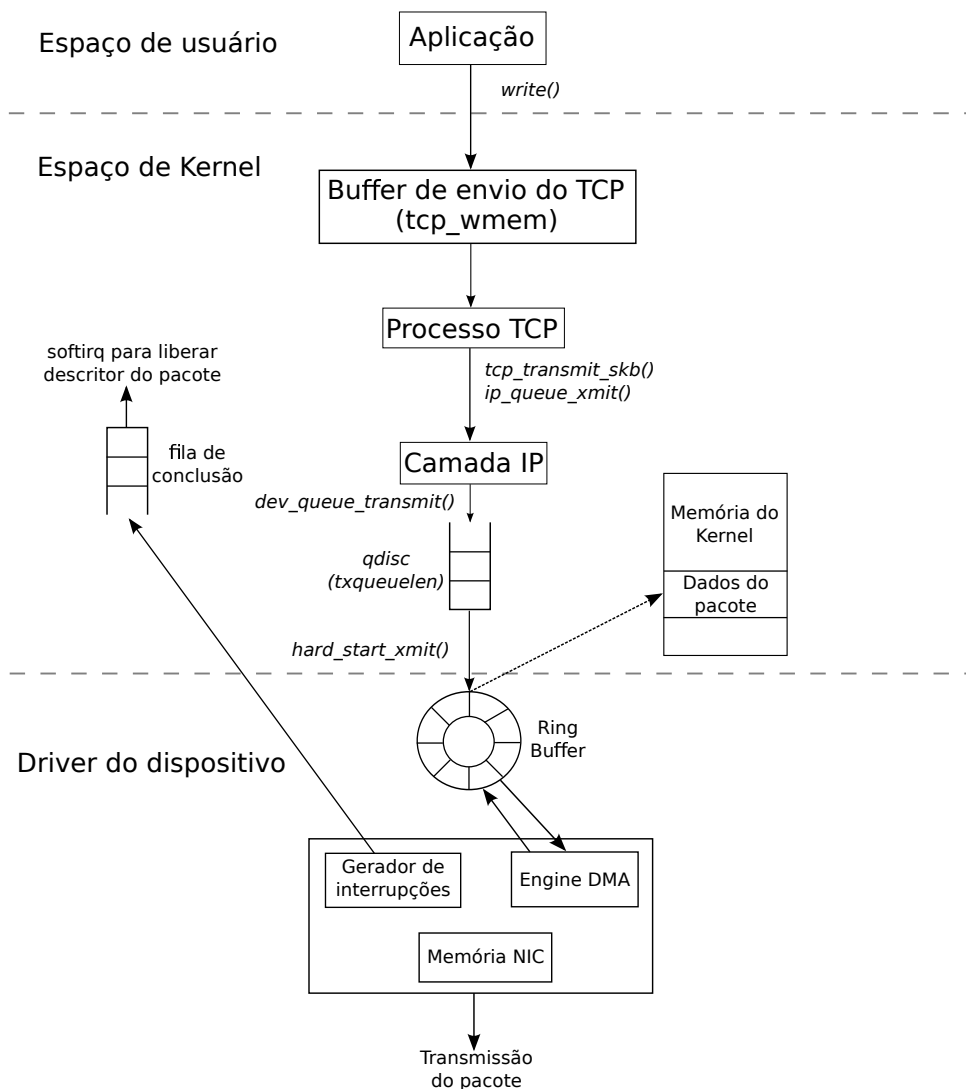 Espaço de usuário
Aplicação
write()
Espaço de Kernel
Buffer de envio do TCP
(tcp_wmem)
Processo TCP
softirq para liberar
descritor do pacote
tcp_transmit_skb()
ip_queue_xmit()
fila de
conclusão
Camada IP
dev_queue_transmit()
qdisc
(txqueuelen)
Memória do
Kernel
Dados do
pacote
hard_start_xmit()
Ring
Buffer
Driver do dispositivo
Gerador de
interrupções
Engine DMA
Memória NIC
Transmissão
do pacote